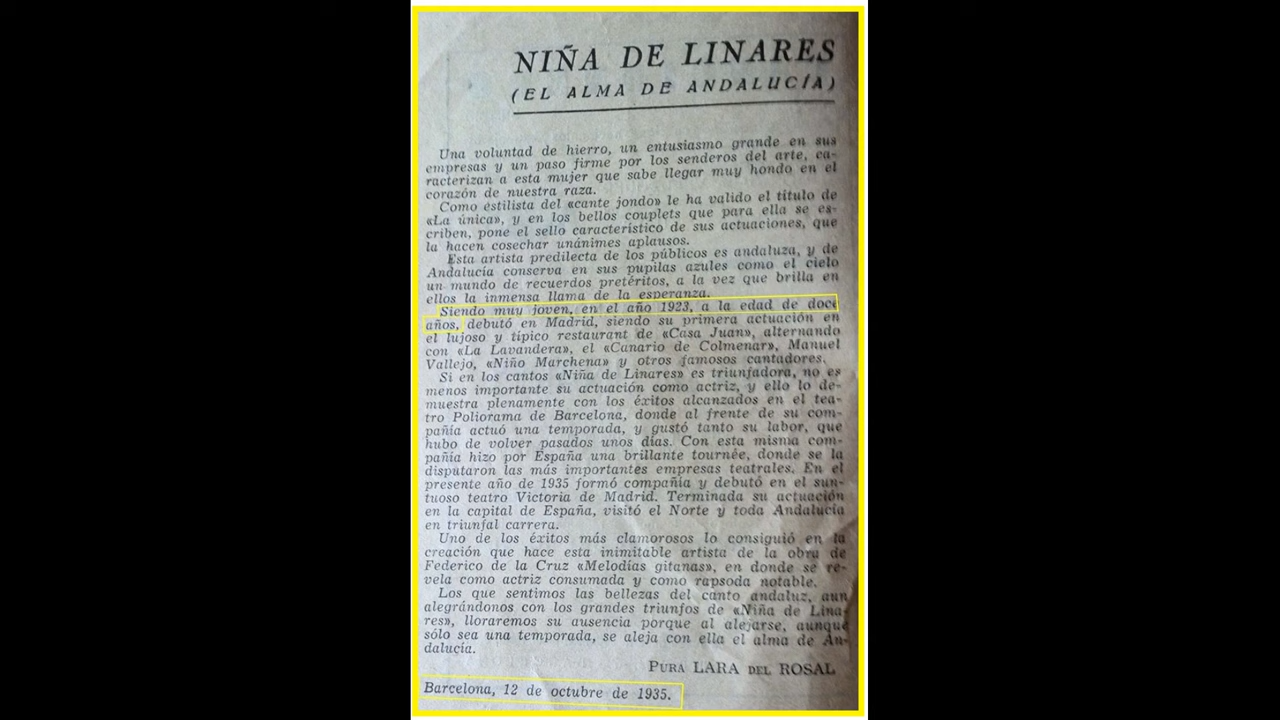 NIÑA DE LINARES
(EL ALMA DE ANDALUCÍA)
Una voluntad de hierro, un entusiasmo grande en sus
empresas y un paso firme por los senderos del arte, ca-
racterizan a esta mujer que sabe llegar muy hondo en el
corazón de nuestra raza.
Como estilista del «cante jondo» le ha valido el título de
«La única», y en los bellos couplets que para ella se es-
criben, pone el sello característico de sus actuaciones, que
la hacen cosechar unánimes aplausos.
Esta artista predilecta de los públicos es andaluza, y de
Andalucía conserva en sus pupilas azules como el cielo
un mundo de recuerdos pretéritos, a la vez que brilla en
ellos la inmensa llama de la esperanza.
Siendo muy joven, en el año 1923, a la edad de doce
años, debutó en Madrid, siendo su primera actuación en
el lujoso y típico restaurant de «Casa Juan», alternando
con «La Lavandera», el «Canario de Colmenar», Manuel
Vallejo, «Niño Marchena» y otros famosos cantadores.
Si en los cantos «Niña de Linares» es triunfadora, no es
menos importante su actuación como actriz, y ello lo de-
muestra plenamente con los éxitos alcanzados en el tea-
tro Poliorama de Barcelona, donde al frente de su com-
pañía actuó una temporada, y gustó tanto su labor, que
hubo de volver pasados unos días. Con esta misma com-
pañía hizo por España una brillante tournée, donde se la
disputaron las más importantes empresas teatrales. En el
presente año de 1935 formó compañía y debutó en el sun-
tuoso teatro Victoria de Madrid. Terminada su actuación
en la capital de España, visitó el Norte y toda Andalucía
en triunfal carrera.
Uno de los éxitos más clamorosos lo consiguió en la
creación que hace esta inimitable artista de la obra de
Federico de la Cruz «Melodías gitanas», en donde se re-
vela como actriz consumada y como rapsoda notable.
Los que sentimos las bellezas del canto andaluz, aun
alegrándonos con los grandes triunfos de «Niña de Lina-
res», lloraremos su ausencia porque al alejarse, aunque
sólo sea una temporada, se aleja con ella el alma de An-
dalucía.
PURA LARA DEL ROSAL
Barcelona, 12 de octubre de 1935.